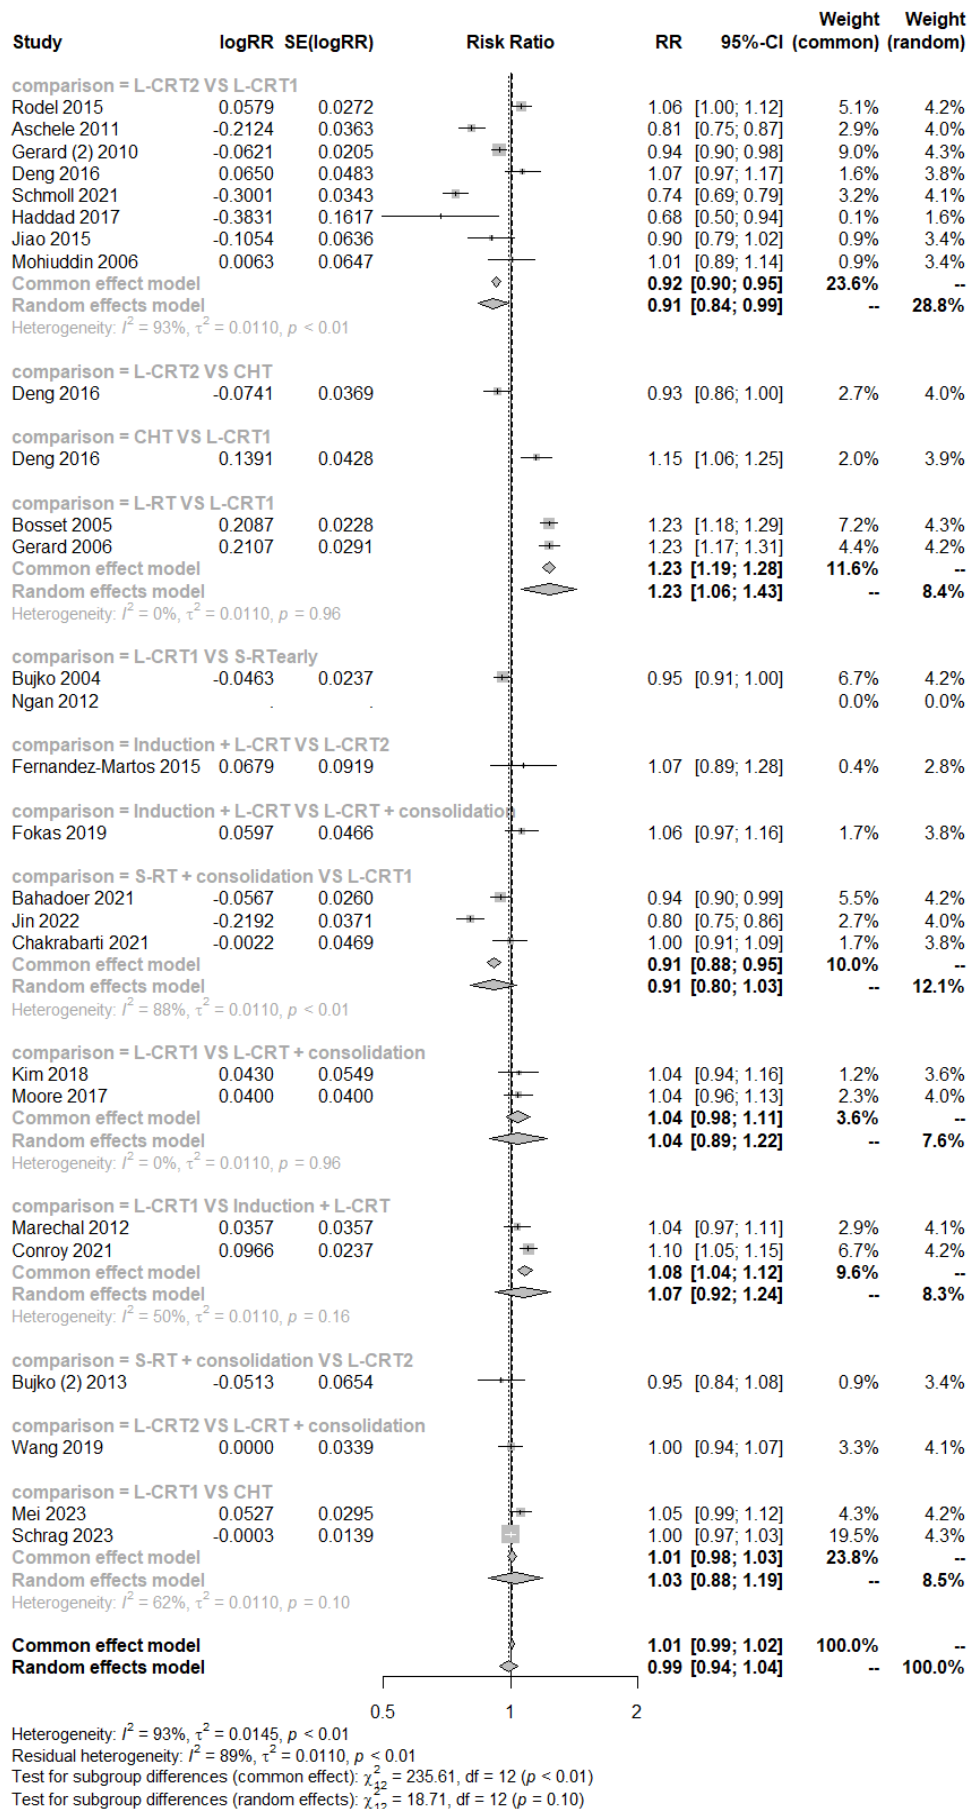 Weight Weight
Study logRR SE(logRR) Risk Ratio RR 95%-CI (common) (random)
comparison = L-CRT2 VS L-CRT1
Rodel 2015 0.0579 0.0272 1.06 [1.00; 1.12] 5.1% 4.2%
Aschele 2011 -0.2124 0.0363 0.81 [0.75; 0.87] 2.9% 4.0%
Gerard (2) 2010 -0.0621 0.0205 0.94 [0.90; 0.98] 9.0% 4.3%
Deng 2016 0.0650 0.0483 1.07 [0.97; 1.17] 1.6% 3.8%
Schmoll 2021 -0.3001 0.0343 0.74 [0.69; 0.79] 3.2% 4.1%
Haddad 2017 -0.3831 0.1617 0.68 [0.50; 0.94] 0.1% 1.6%
Jiao 2015 -0.1054 0.0636 0.90 [0.79; 1.02] 0.9% 3.4%
Mohiuddin 2006 0.0063 0.0647 1.01 [0.89; 1.14] 0.9% 3.4%
Common effect model 0.92 [0.90; 0.95] 23.6% --
Random effects model 0.91 [0.84; 0.99] -- 28.8%
Heterogeneity: I² = 93%, τ² = 0.0110, p < 0.01
comparison = L-CRT2 VS CHT
Deng 2016 -0.0741 0.0369 0.93 [0.86; 1.00] 2.7% 4.0%
comparison = CHT VS L-CRT1
Deng 2016 0.1391 0.0428 1.15 [1.06; 1.25] 2.0% 3.9%
comparison = L-RT VS L-CRT1
Bosset 2005 0.2087 0.0228 1.23 [1.18; 1.29] 7.2% 4.3%
Gerard 2006 0.2107 0.0291 1.23 [1.17; 1.31] 4.4% 4.2%
Common effect model 1.23 [1.19; 1.28] 11.6% --
Random effects model 1.23 [1.06; 1.43] -- 8.4%
Heterogeneity: I² = 0%, τ² = 0.0110, p = 0.96
comparison = L-CRT1 VS S-RTearly
Bujko 2004 -0.0463 0.0237 0.95 [0.91; 1.00] 6.7% 4.2%
Ngan 2012 . . 0.0% 0.0%
comparison = Induction + L-CRT VS L-CRT2
Fernandez-Martos 2015 0.0679 0.0919 1.07 [0.89; 1.28] 0.4% 2.8%
comparison = Induction + L-CRT VS L-CRT + consolidation
Fokas 2019 0.0597 0.0466 1.06 [0.97; 1.16] 1.7% 3.8%
comparison = S-RT + consolidation VS L-CRT1
Bahadoer 2021 -0.0567 0.0260 0.94 [0.90; 0.99] 5.5% 4.2%
Jin 2022 -0.2192 0.0371 0.80 [0.75; 0.86] 2.7% 4.0%
Chakrabarti 2021 -0.0022 0.0469 1.00 [0.91; 1.09] 1.7% 3.8%
Common effect model 0.91 [0.88; 0.95] 10.0% --
Random effects model 0.91 [0.80; 1.03] -- 12.1%
Heterogeneity: I² = 88%, τ² = 0.0110, p < 0.01
comparison = L-CRT1 VS L-CRT + consolidation
Kim 2018 0.0430 0.0549 1.04 [0.94; 1.16] 1.2% 3.6%
Moore 2017 0.0400 0.0400 1.04 [0.96; 1.13] 2.3% 4.0%
Common effect model 1.04 [0.98; 1.11] 3.6% --
Random effects model 1.04 [0.89; 1.22] -- 7.6%
Heterogeneity: I² = 0%, τ² = 0.0110, p = 0.96
comparison = L-CRT1 VS Induction + L-CRT
Marechal 2012 0.0357 0.0357 1.04 [0.97; 1.11] 2.9% 4.1%
Conroy 2021 0.0966 0.0237 1.10 [1.05; 1.15] 6.7% 4.2%
Common effect model 1.08 [1.04; 1.12] 9.6% --
Random effects model 1.07 [0.92; 1.24] -- 8.3%
Heterogeneity: I² = 50%, τ² = 0.0110, p = 0.16
comparison = S-RT + consolidation VS L-CRT2
Bujko (2) 2013 -0.0513 0.0654 0.95 [0.84; 1.08] 0.9% 3.4%
comparison = L-CRT2 VS L-CRT + consolidation
Wang 2019 0.0000 0.0339 1.00 [0.94; 1.07] 3.3% 4.1%
comparison = L-CRT1 VS CHT
Mei 2023 0.0527 0.0295 1.05 [0.99; 1.12] 4.3% 4.2%
Schrag 2023 -0.0003 0.0139 1.00 [0.97; 1.03] 19.5% 4.3%
Common effect model 1.01 [0.98; 1.03] 23.8% --
Random effects model 1.03 [0.88; 1.19] -- 8.5%
Heterogeneity: I² = 62%, τ² = 0.0110, p = 0.10
Common effect model 1.01 [0.99; 1.02] 100.0% --
Random effects model 0.99 [0.94; 1.04] -- 100.0%
0.5 1 2
Heterogeneity: I² = 93%, τ² = 0.0145, p < 0.01
Residual heterogeneity: I² = 89%, τ² = 0.0110, p < 0.01
Test for subgroup differences (common effect): χ²₁₂ = 235.61, df = 12 (p < 0.01)
Test for subgroup differences (random effects): χ²₁₂ = 18.71, df = 12 (p = 0.10)